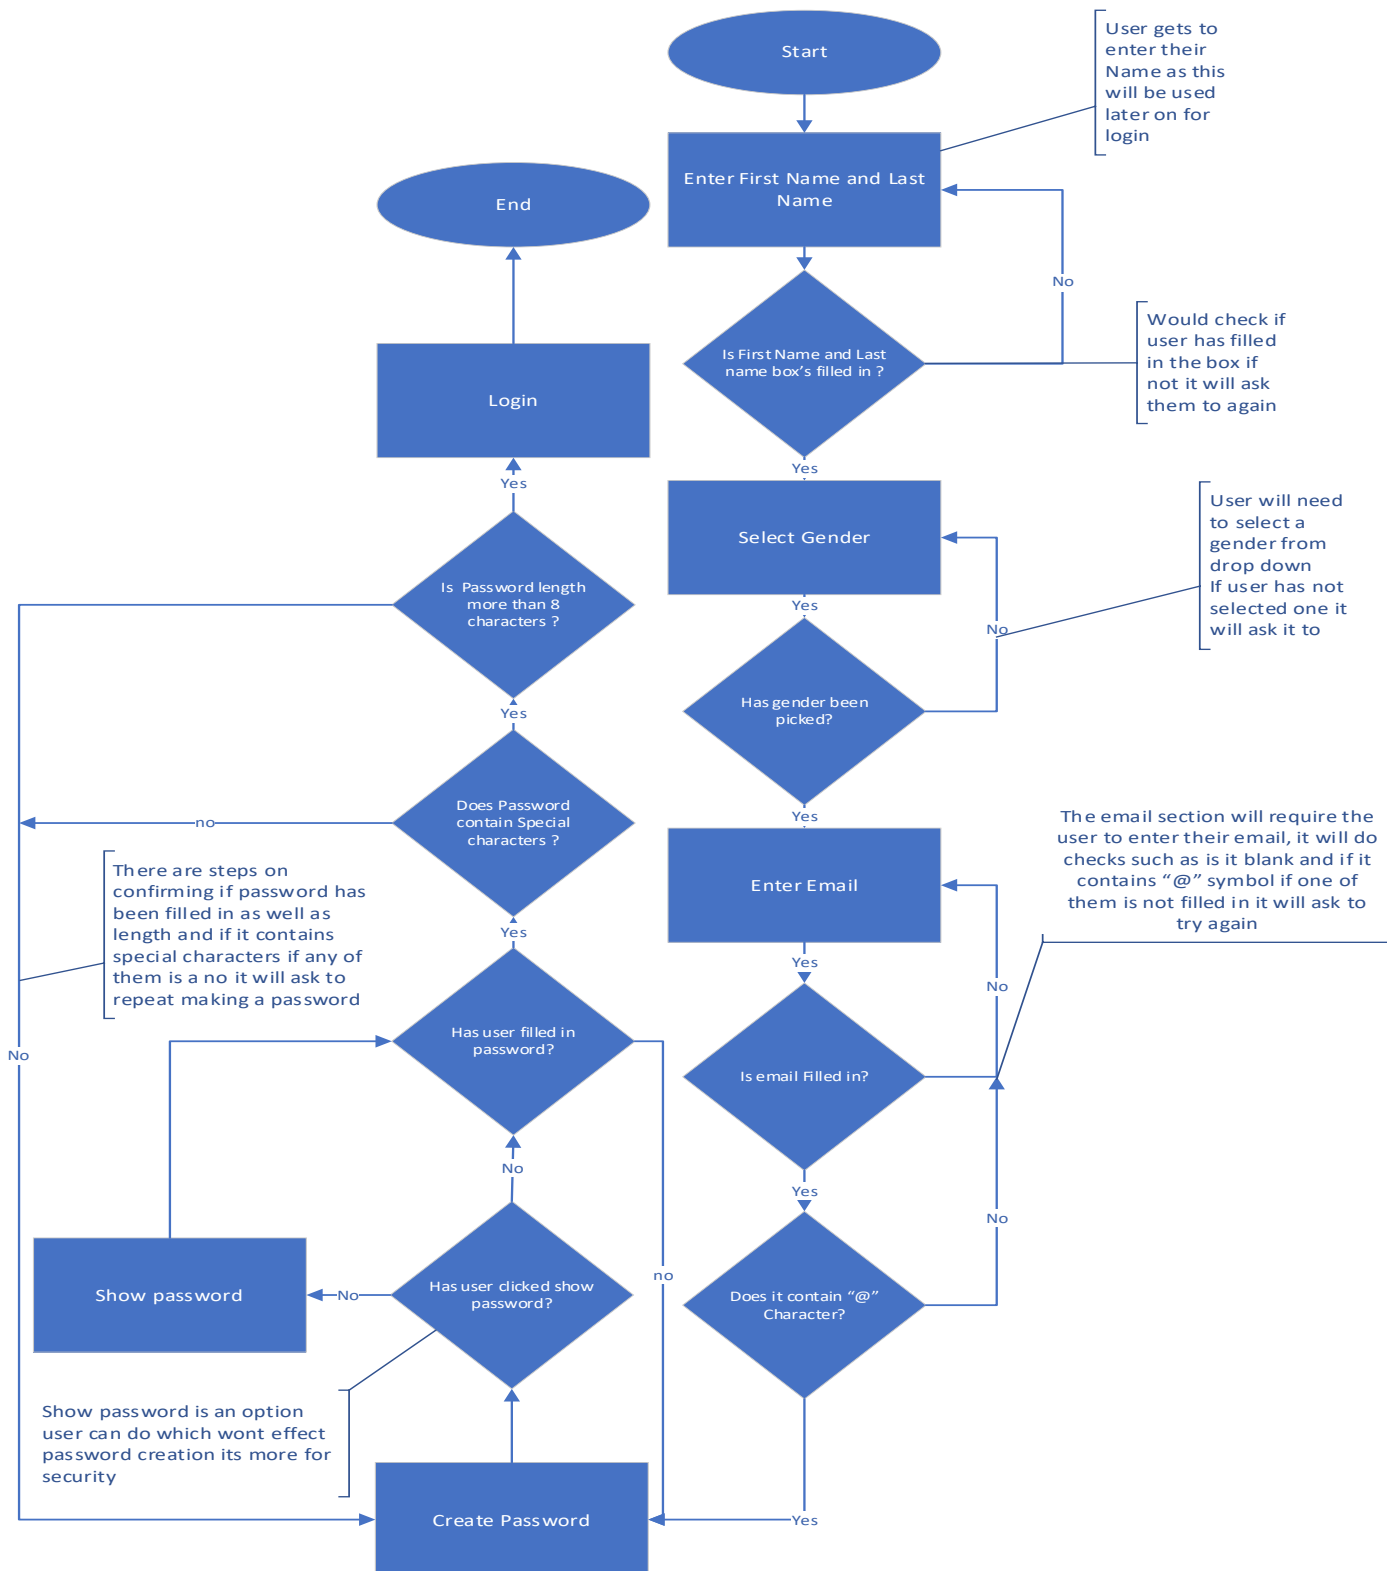 Start
User gets to
enter their
Name as this
will be used
later on for
login
Enter First Name and Last
Name
End
No
Is First Name and Last
name box's filled in ?
Would check if
user has filled
in the box if
not it will ask
them to again
Login
Yes
Yes
Select Gender
User will need
to select a
gender from
drop down
If user has not
selected one it
will ask it to
Is Password length
more than 8
characters ?
Yes
No
Has gender been
picked?
Yes
Does Password
contain Special
characters ?
no
Yes
The email section will require the
user to enter their email, it will do
checks such as is it blank and if it
contains “@” symbol if one of
them is not filled in it will ask to
try again
Enter Email
There are steps on
confirming if password has
been filled in as well as
length and if it contains
special characters if any of
them is a no it will ask to
repeat making a password
Yes
Yes
No
Has user filled in
password?
No
Is email Filled in?
No
Yes
No
Show password
No
Has user clicked show
password?
no
Does it contain “@”
Character?
Show password is an option
user can do which wont effect
password creation its more for
security
Create Password
Yes